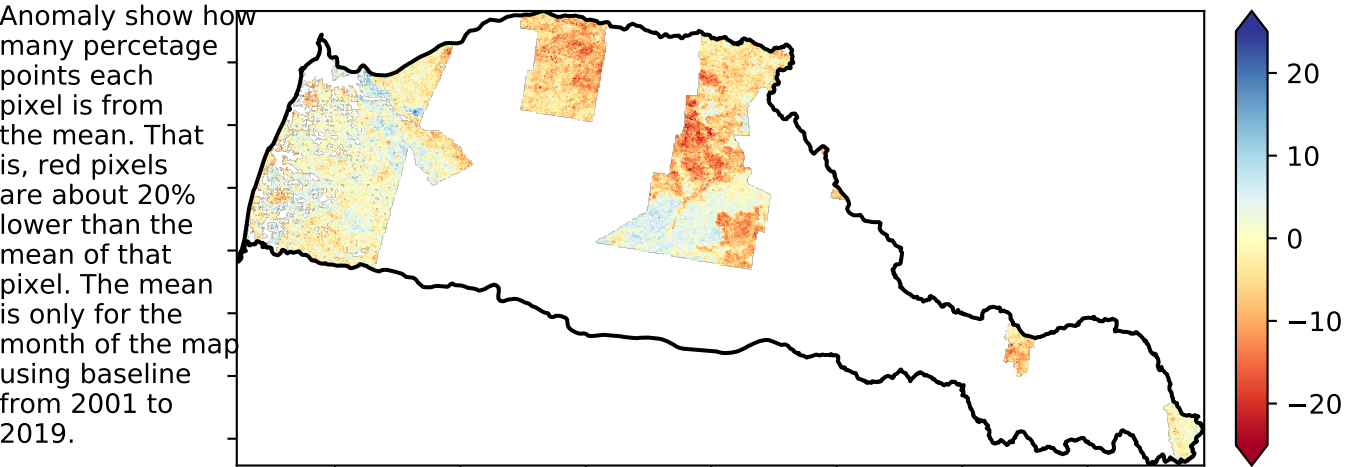 Anomaly show how
many percetage
points each
pixel is from
the mean. That
is, red pixels
are about 20%
lower than the
mean of that
pixel. The mean
is only for the
month of the map
using baseline
from 2001 to
2019.
20
10
0
−10
−20